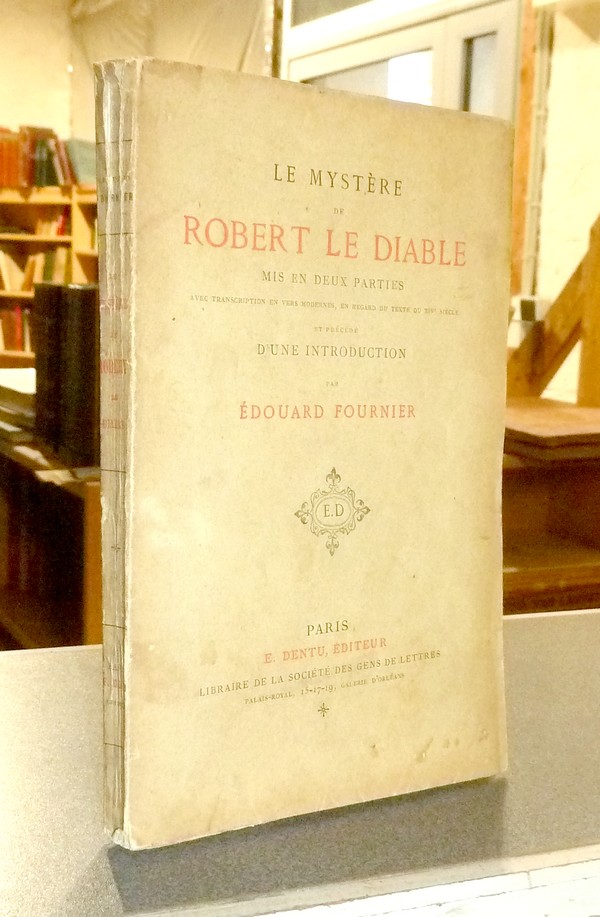 LE MYSTÈRE
DE
ROBERT LE DIABLE
MIS EN DEUX PARTIES
AVEC TRANSCRIPTION EN VERS MODERNES, EN REGARD DU TEXTE DU XIVe SIÈCLE
ET PRÉCÉDÉ
D'UNE INTRODUCTION
PAR
ÉDOUARD FOURNIER
E.D
PARIS
E. DENTU, ÉDITEUR
LIBRAIRE DE LA SOCIÉTÉ DES GENS DE LETTRES
PALAIS-ROYAL, 15-17-19, GALERIE D'ORLÉANS